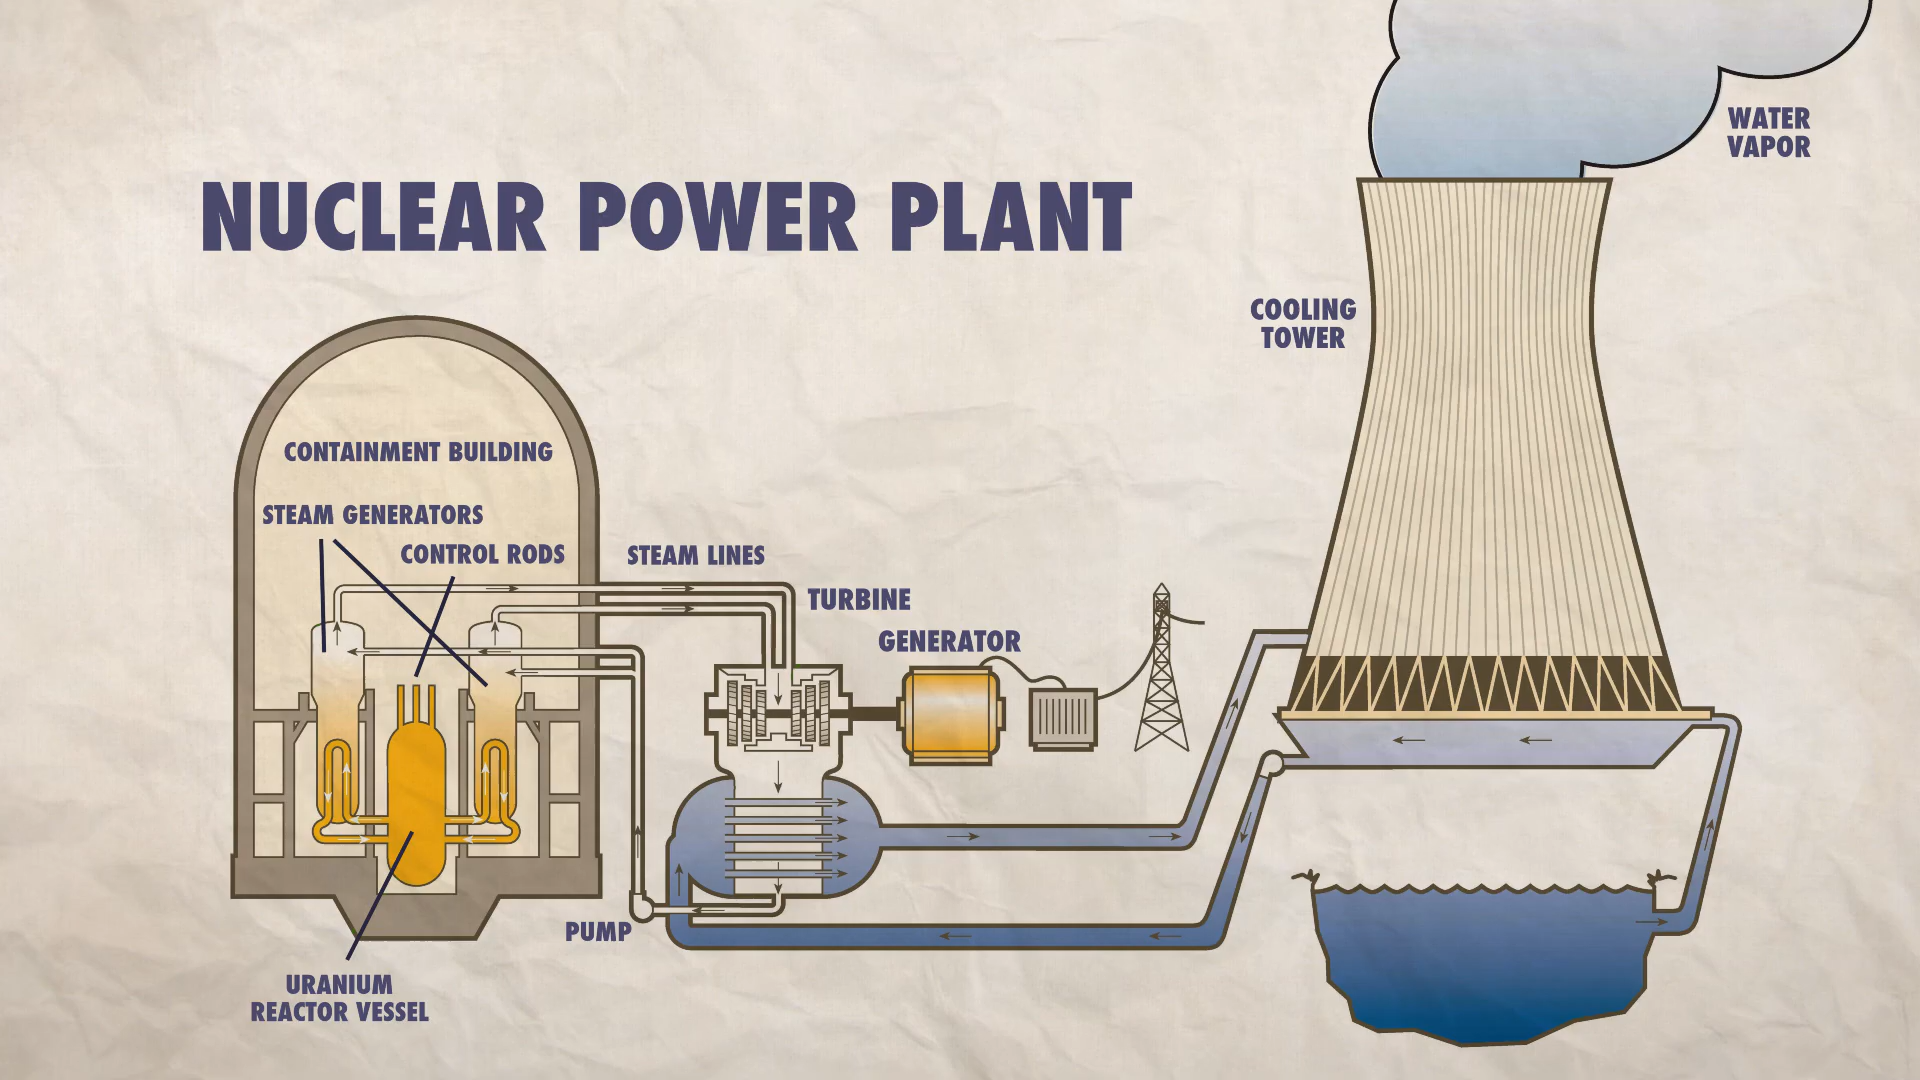 NUCLEAR POWER PLANT
WATER
VAPOR
COOLING
TOWER
CONTAINMENT BUILDING
STEAM GENERATORS
CONTROL RODS
STEAM LINES
TURBINE
GENERATOR
PUMP
URANIUM
REACTOR VESSEL